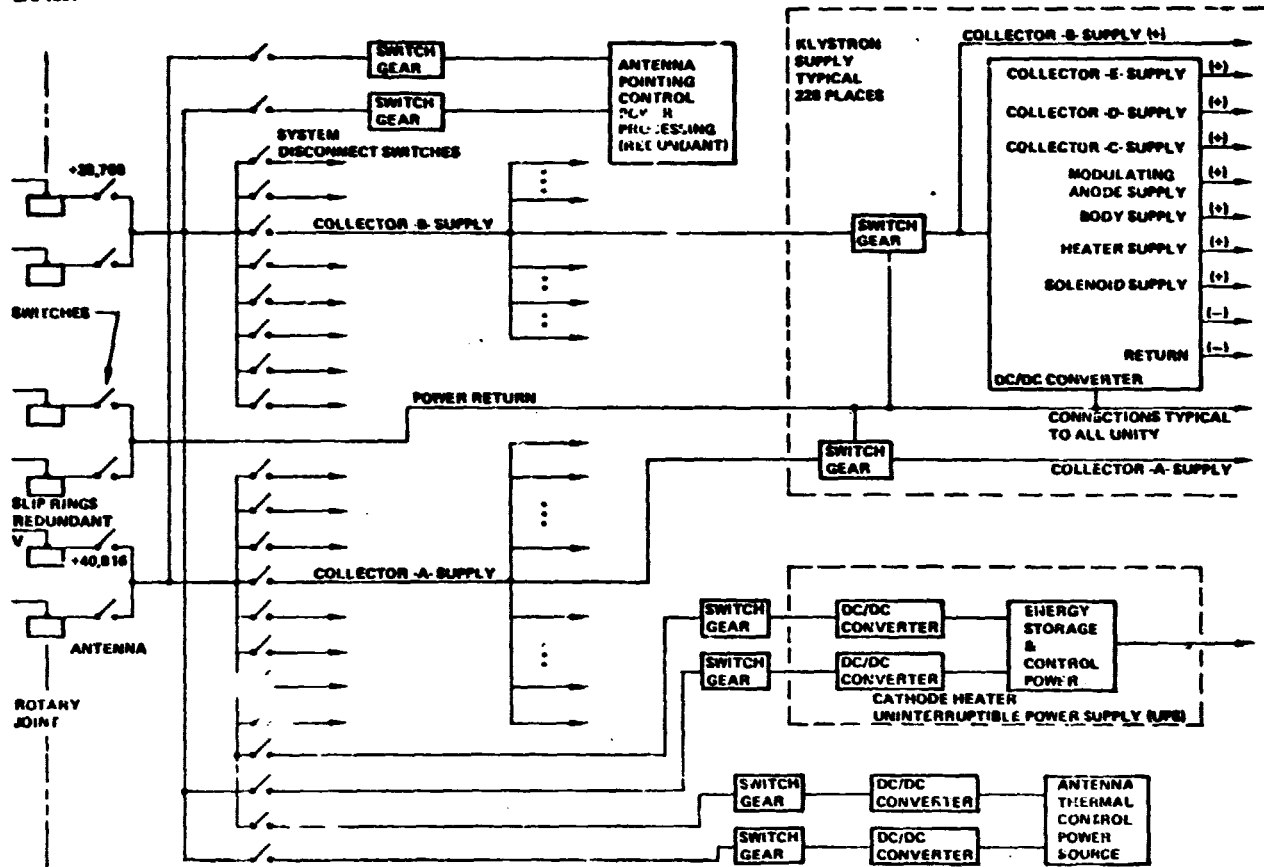 SWITCH
GEAR
SWITCH
GEAR
ANTENNA
POINTING
CONTROL
PROCESSING
(REDUNDANT)
KLYSTRON
SUPPLY
TYPICAL
228 PLACES
COLLECTOR -B- SUPPLY (+)
COLLECTOR -E- SUPPLY (+)
COLLECTOR -D- SUPPLY (+)
COLLECTOR -C- SUPPLY (+)
MODULATING
ANODE SUPPLY (+)
BODY SUPPLY (+)
HEATER SUPPLY (+)
SOLENOID SUPPLY (+)
(—)
RETURN (—)
DC/DC CONVERTER
SWITCH
GEAR
SYSTEM
DISCONNECT SWITCHES
COLLECTOR -B- SUPPLY
SWITCHES
POWER RETURN
CONNECTIONS TYPICAL
TO ALL UNITY
SWITCH
GEAR
COLLECTOR -A- SUPPLY
SLIP RINGS
REDUNDANT
V
+40,816
COLLECTOR -A- SUPPLY
ANTENNA
ROTARY
JOINT
SWITCH
GEAR
DC/DC
CONVERTER
SWITCH
GEAR
DC/DC
CONVERTER
ENERGY
STORAGE
&
CONTROL
POWER
CATHODE HEATER
UNINTERRUPTIBLE POWER SUPPLY (UPS)
SWITCH
GEAR
DC/DC
CONVERTER
SWITCH
GEAR
DC/DC
CONVERTER
ANTENNA
THERMAL
CONTROL
POWER
SOURCE